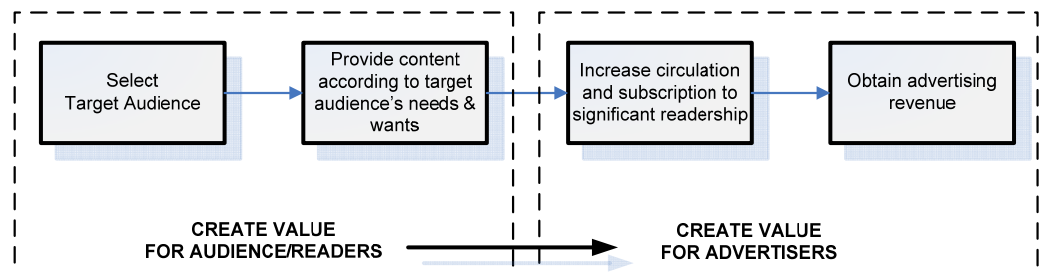 Select
Target Audience
Provide content
according to target
audience's needs &
wants
Increase circulation
and subscription to
significant readership
Obtain advertising
revenue
CREATE VALUE
FOR AUDIENCE/READERS
CREATE VALUE
FOR ADVERTISERS